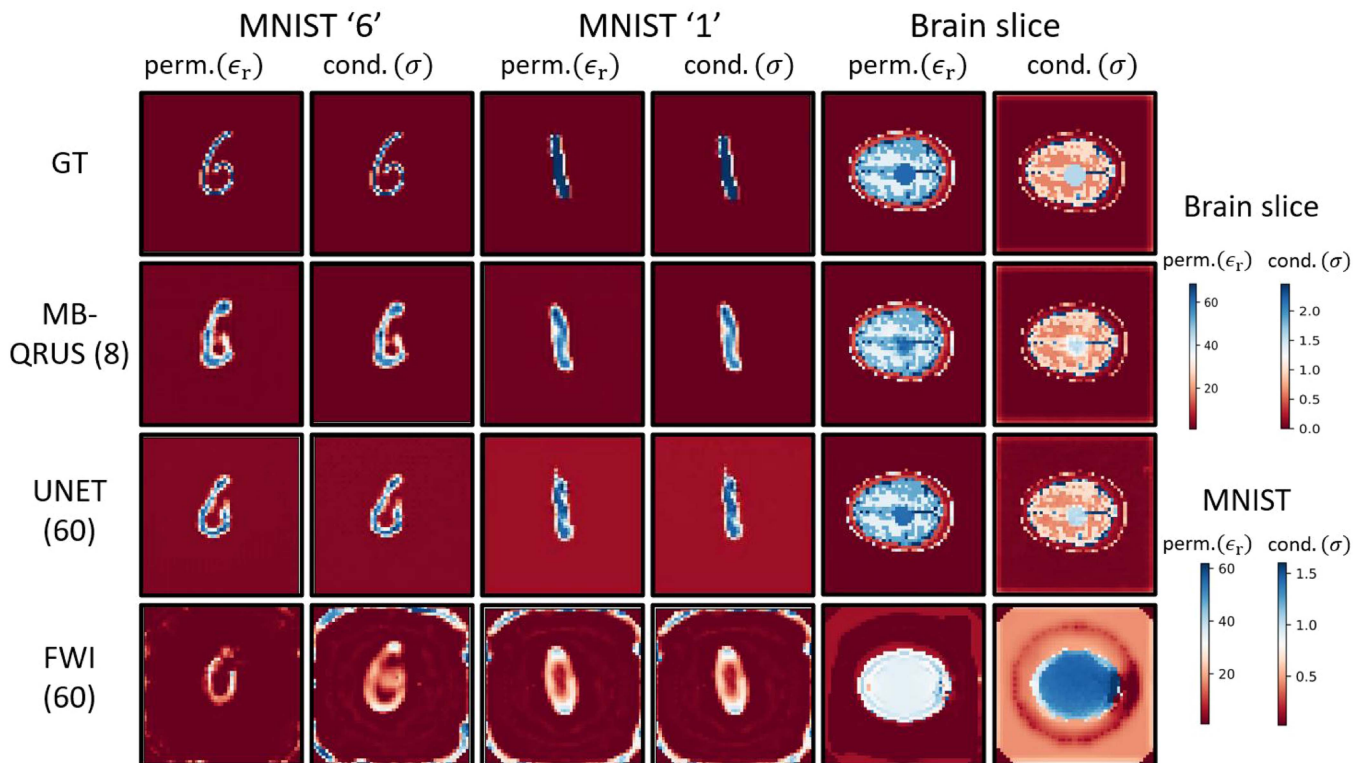 MNIST ‘6’ MNIST ‘1’ Brain slice
perm.(ϵr) cond.(σ) perm.(ϵr) cond.(σ) perm.(ϵr) cond.(σ)
GT
MB-
QRUS (8)
UNET
(60)
FWI
(60)
Brain slice
perm.(ϵr) cond.(σ)
60
40
20
2.0
1.5
1.0
0.5
0.0
MNIST
perm.(ϵr) cond.(σ)
60
40
20
1.5
1.0
0.5